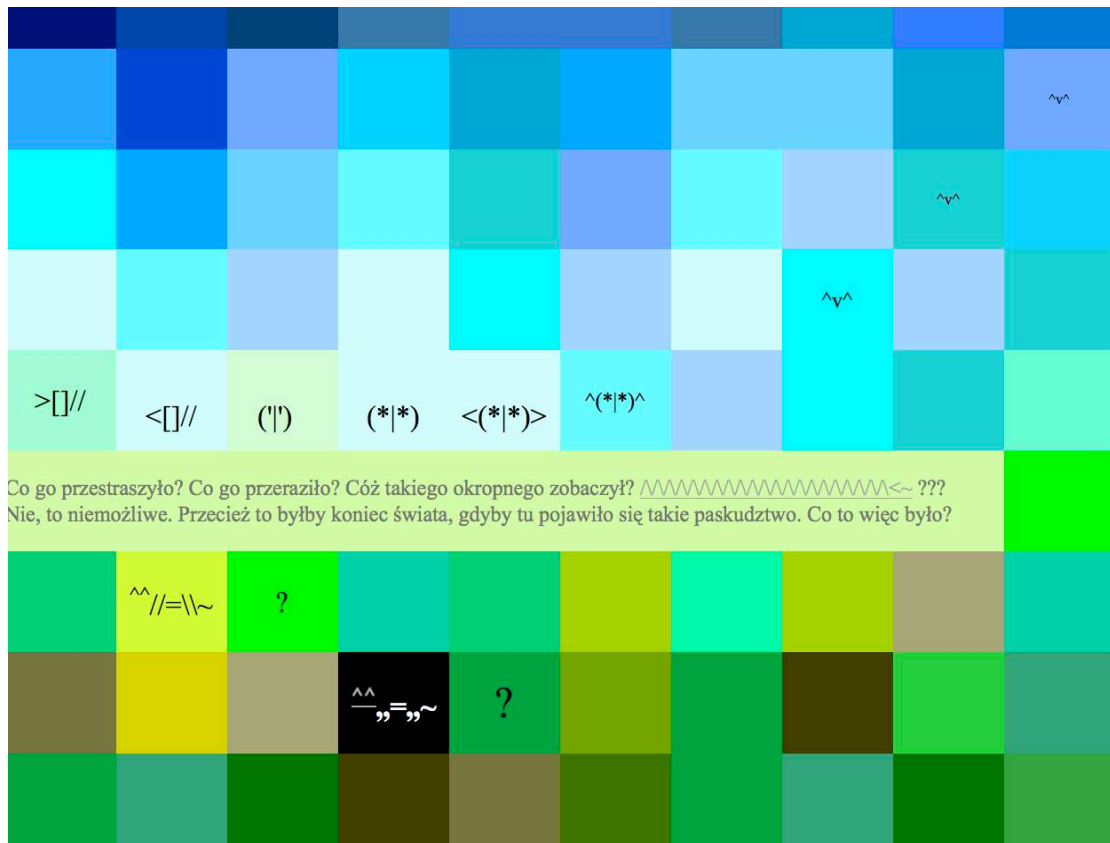 ^v^
^v^
^v^
>[]// <[]// ('|') (*|*) <(*|*)> ^(*|*)^
Co go przestraszyło? Co go przeraziło? Cóż takiego okropnego zobaczył? /\/\/\/\/\/\/\/\/\/\/\/\/\/\/\/\/\/\/\/\<~ ???
Nie, to niemożliwe. Przecież to byłby koniec świata, gdyby tu pojawiło się takie paskudztwo. Co to więc było?
^^//=\\~ ?
^^„=„~ ?